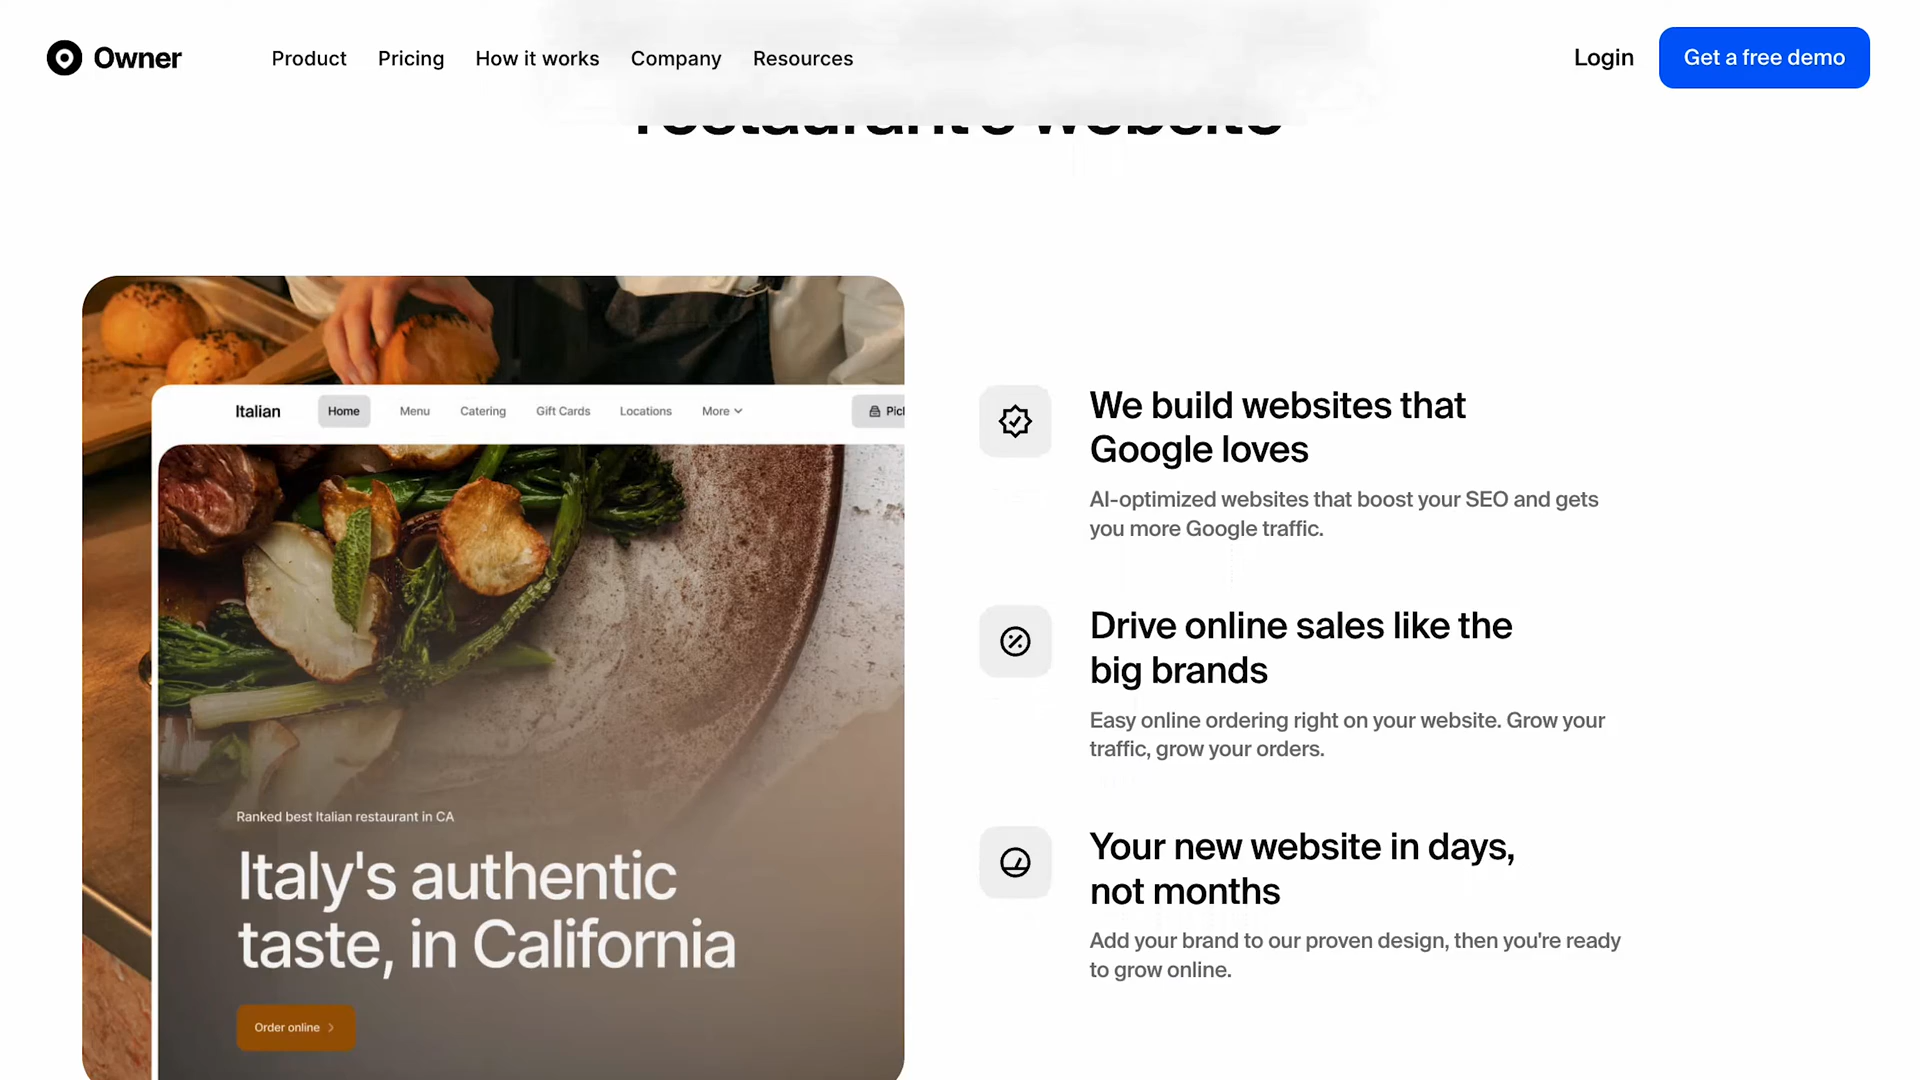 Owner
Product Pricing How it works Company Resources
Login
Get a free demo
restaurant's website
Italian Home Menu Catering Gift Cards Locations More
Ranked best Italian restaurant in CA
Italy's authentic
taste, in California
Order online
We build websites that
Google loves
AI-optimized websites that boost your SEO and gets
you more Google traffic.
Drive online sales like the
big brands
Easy online ordering right on your website. Grow your
traffic, grow your orders.
Your new website in days,
not months
Add your brand to our proven design, then you're ready
to grow online.